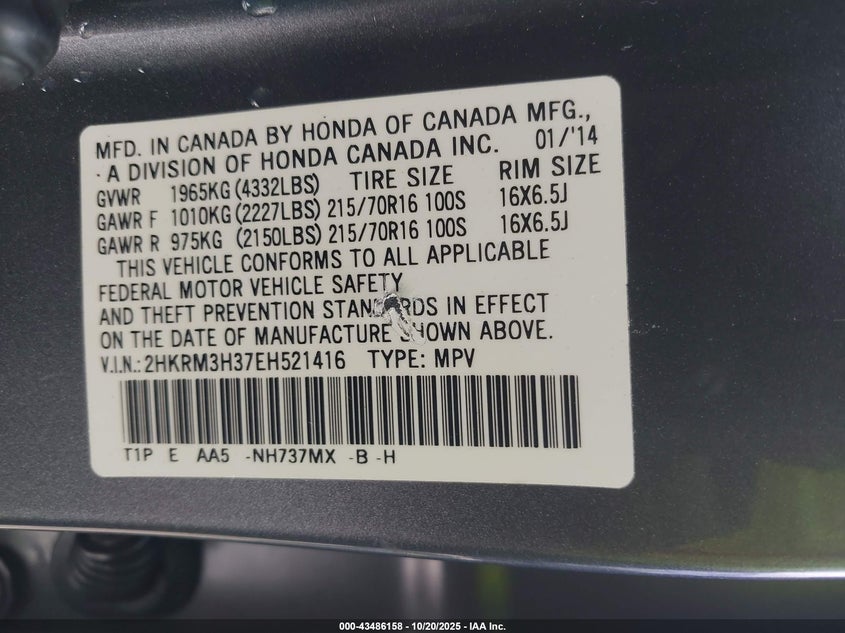 MFD. IN CANADA BY HONDA OF CANADA MFG.,
A DIVISION OF HONDA CANADA INC. 01/'14
GVWR 1965KG (4332LBS) TIRE SIZE RIM SIZE
GAWR F 1010KG (2227LBS) 215/70R16 100S 16X6.5J
GAWR R 975KG (2150LBS) 215/70R16 100S 16X6.5J
THIS VEHICLE CONFORMS TO ALL APPLICABLE
FEDERAL MOTOR VEHICLE SAFETY
AND THEFT PREVENTION STANDARDS IN EFFECT
ON THE DATE OF MANUFACTURE SHOWN ABOVE.
V.I.N.: 2HKRM3H37EH521416 TYPE: MPV
T1P E AA5 -NH737MX -B -H
000-43486158 - 10/20/2025 - IAA Inc.